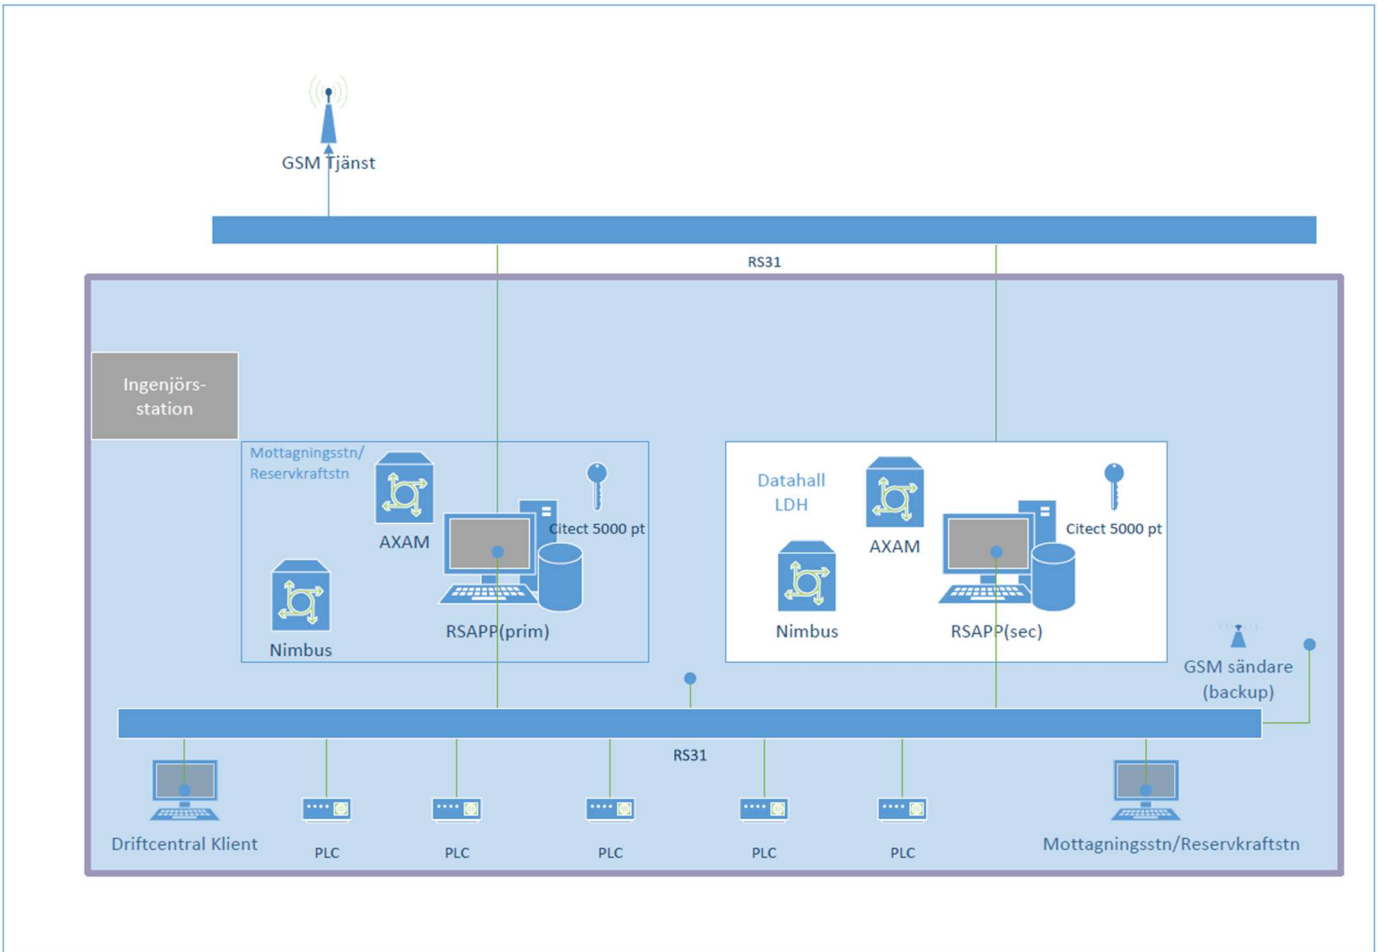 GSM Tjänst
RS31
Ingenjörs-
station
Mottagningsstn/
Reservkraftstn
AXAM
Citect 5000 pt
Nimbus
RSAPP(prim)
Datahall
LDH
AXAM
Citect 5000 pt
Nimbus
RSAPP(sec)
GSM sändare
(backup)
RS31
Driftcentral Klient
PLC
PLC
PLC
PLC
PLC
Mottagningsstn/Reservkraftstn